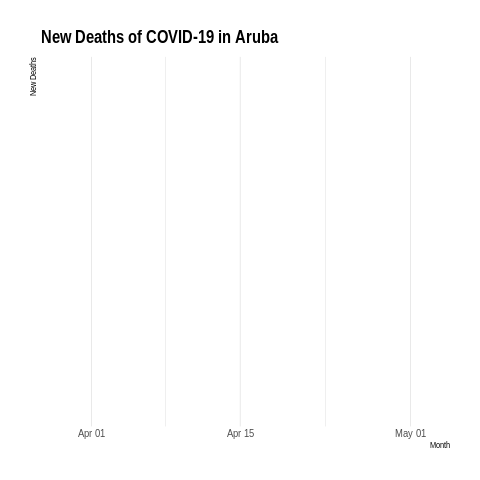 New Deaths of COVID-19 in Aruba
New Deaths
Apr 01
Apr 15
May 01
Month